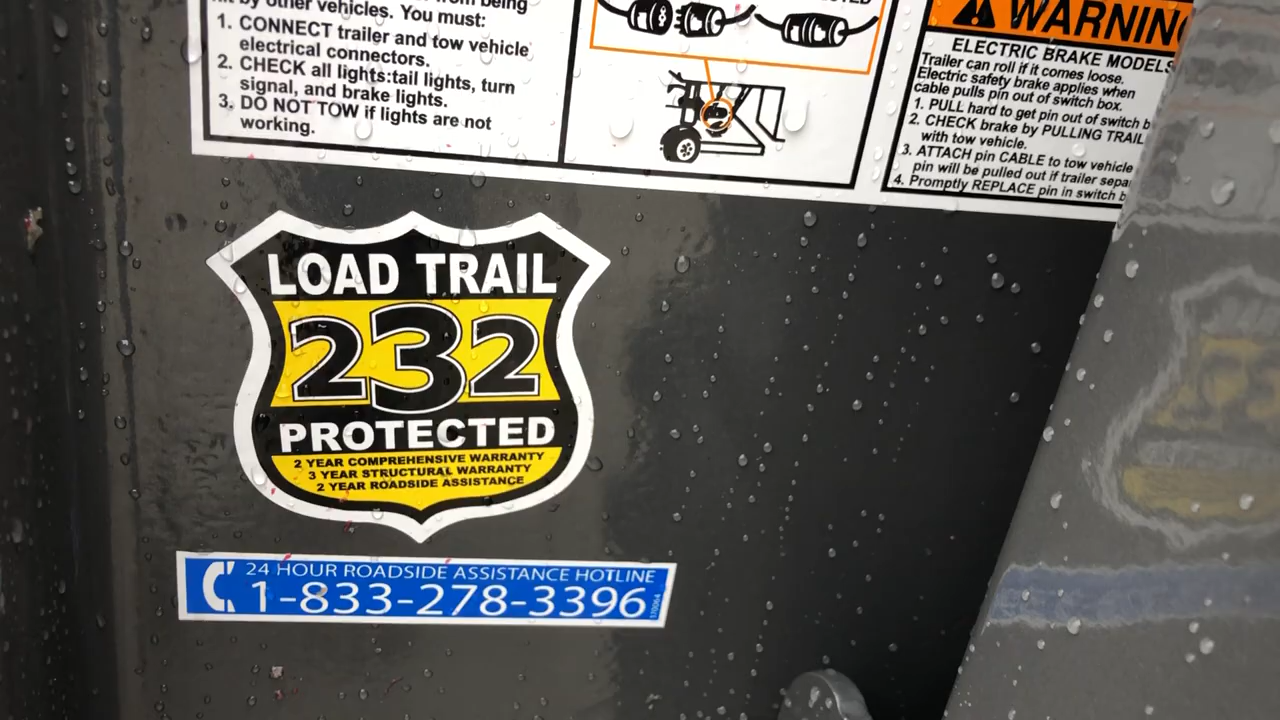 by other vehicles. You must:
1. CONNECT trailer and tow vehicle
electrical connectors.
2. CHECK all lights:tail lights, turn
signal, and brake lights.
3. DO NOT TOW if lights are not
working.
WARNING
ELECTRIC BRAKE MODELS
Trailer can roll if it comes loose.
Electric safety brake applies when
cable pulls pin out of switch box.
1. PULL hard to get pin out of switch
2. CHECK brake by PULLING
with tow vehicle.
3. ATTACH pin CABLE to tow vehicle
pin will be pulled out if trailer
4. Promptly REPLACE pin in switch
LOAD TRAIL
232
PROTECTED
2 YEAR COMPREHENSIVE WARRANTY
3 YEAR STRUCTURAL WARRANTY
2 YEAR ROADSIDE ASSISTANCE
24 HOUR ROADSIDE ASSISTANCE HOTLINE
1-833-278-3396